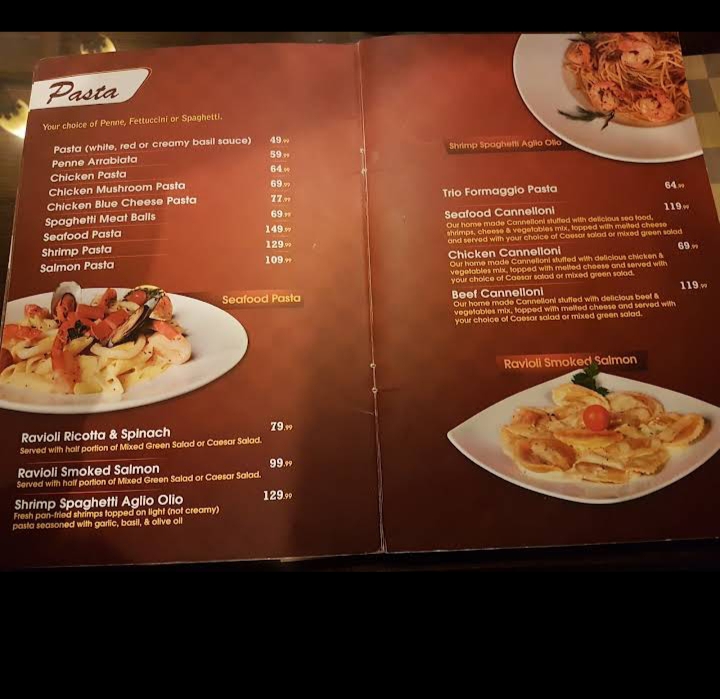 Pasta
Your choice of Penne, Fettuccini or Spaghetti.
Pasta (white, red or creamy basil sauce) 49.99
Penne Arrabiata 59.99
Chicken Pasta 64.99
Chicken Mushroom Pasta 69.99
Chicken Blue Cheese Pasta 77.99
Spaghetti Meat Balls 69.99
Seafood Pasta 149.99
Shrimp Pasta 129.99
Salmon Pasta 109.99
Seafood Pasta
Ravioli Ricotta & Spinach 79.99
Served with half portion of Mixed Green Salad or Caesar Salad.
Ravioli Smoked Salmon 99.99
Served with half portion of Mixed Green Salad or Caesar Salad.
Shrimp Spaghetti Aglio Olio 129.99
Fresh pan-fried shrimps topped on light (not creamy)
pasta seasoned with garlic, basil, & olive oil
Shrimp Spaghetti Aglio Olio
Trio Formaggio Pasta 64.99
Seafood Cannelloni 119.99
Our home made Cannelloni stuffed with delicious sea food,
shrimps, cheese & vegetables mix, topped with melted cheese
and served with your choice of Caesar salad or mixed green salad
Chicken Cannelloni 69.99
Our home made Cannelloni stuffed with delicious chicken &
vegetables mix, topped with melted cheese and served with
your choice of Caesar salad or mixed green salad.
Beef Cannelloni 119.99
Our home made Cannelloni stuffed with delicious beef &
vegetables mix, topped with melted cheese and served with
your choice of Caesar salad or mixed green salad.
Ravioli Smoked Salmon